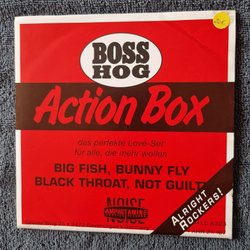 BOSS
HOG
Action Box
das perfekte Love-Set
für alle, die mehr wollen
BIG FISH, BUNNY FLY
BLACK THROAT, NOT GUILTY
NOISE
AMPHETAMINE
ALRIGHT
ROCKERS!